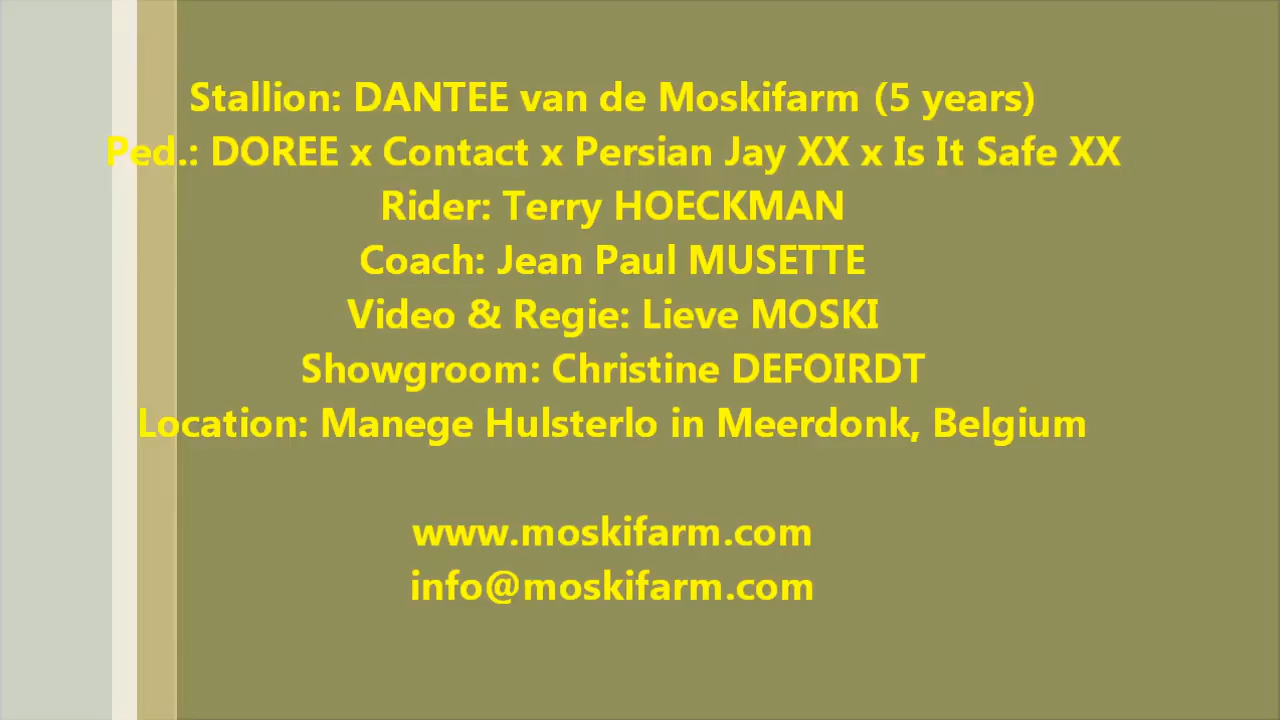 Stallion: DANTEE van de Moskifarm (5 years)
Ped.: DOREE x Contact x Persian Jay XX x Is It Safe XX
Rider: Terry HOECKMAN
Coach: Jean Paul MUSETTE
Video & Regie: Lieve MOSKI
Showgroom: Christine DEFOIRDT
Location: Manege Hulsterlo in Meerdonk, Belgium
www.moskifarm.com
info@moskifarm.com